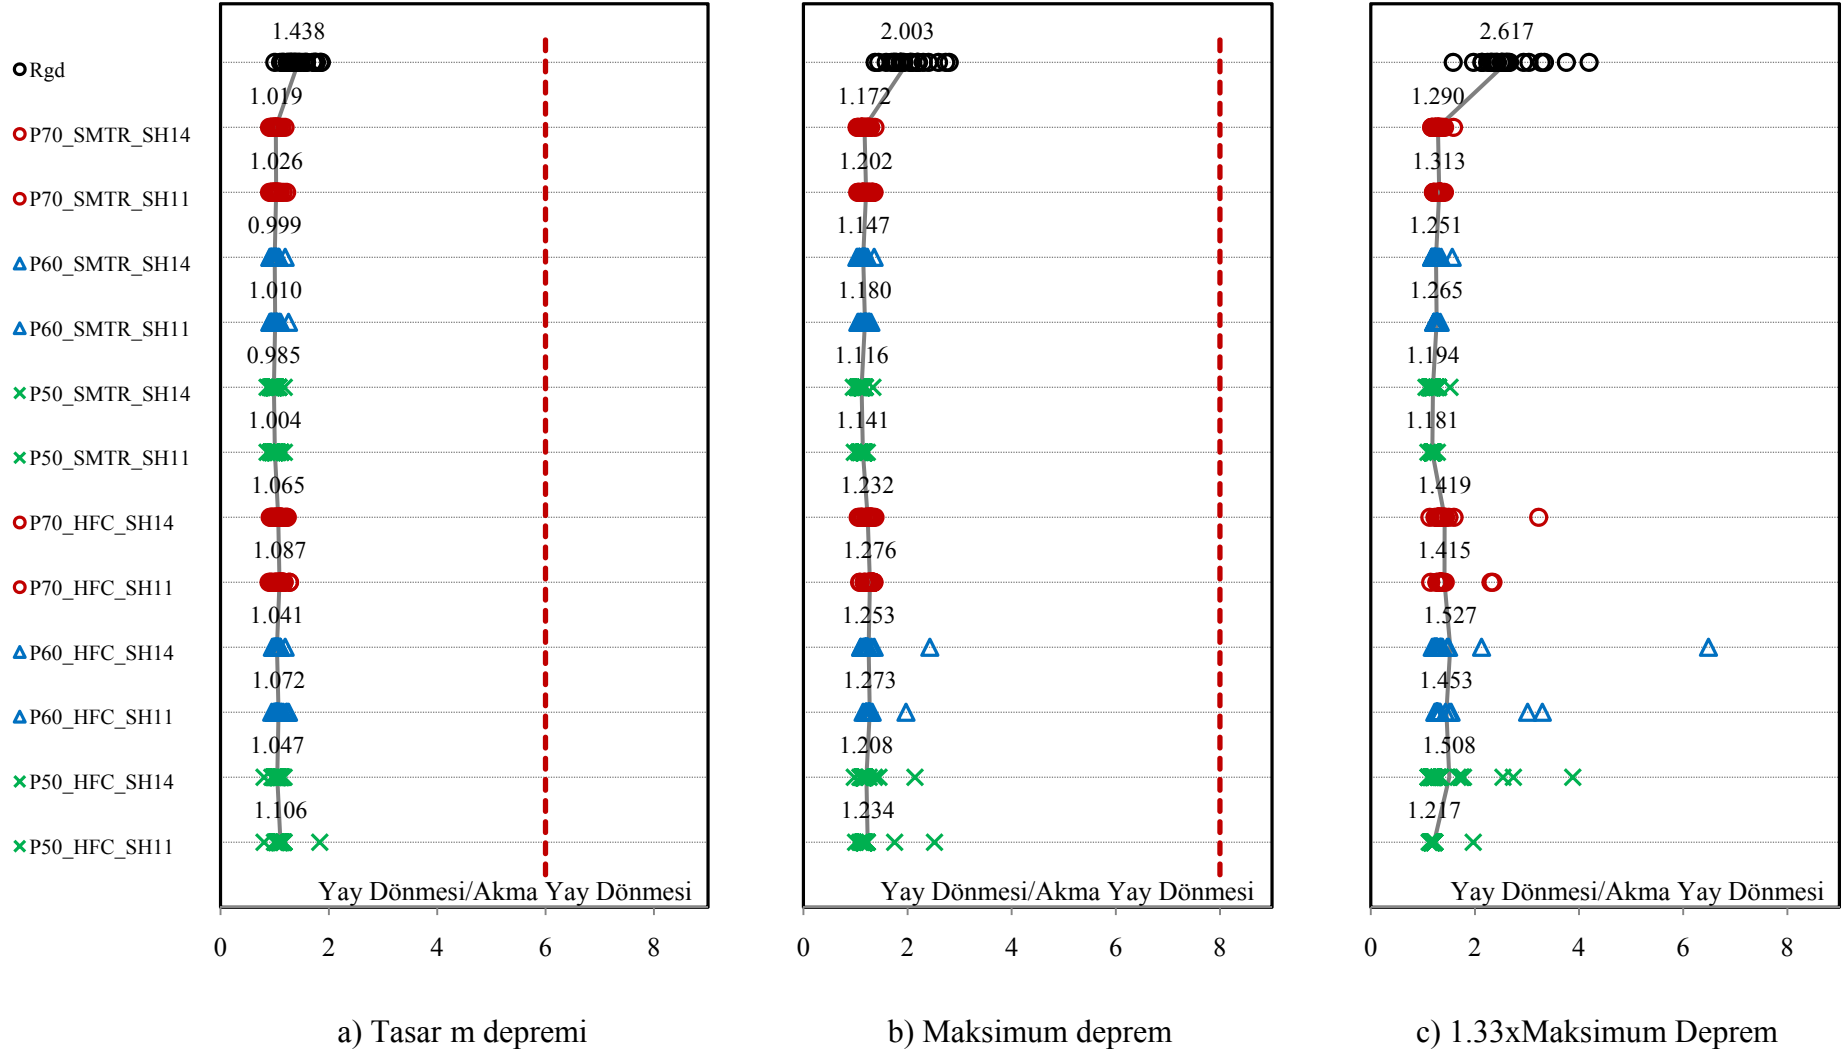 1.438 2.003 2.617
Rgd
1.019 1.172 1.290
P70_SMTR_SH14
1.026 1.202 1.313
P70_SMTR_SH11
0.999 1.147 1.251
P60_SMTR_SH14
1.010 1.180 1.265
P60_SMTR_SH11
0.985 1.116 1.194
P50_SMTR_SH14
1.004 1.141 1.181
P50_SMTR_SH11
1.065 1.232 1.419
P70_HFC_SH14
1.087 1.276 1.415
P70_HFC_SH11
1.041 1.253 1.527
P60_HFC_SH14
1.072 1.273 1.453
P60_HFC_SH11
1.047 1.208 1.508
P50_HFC_SH14
1.106 1.234 1.217
P50_HFC_SH11
Yay Dönmesi/Akma Yay Dönmesi Yay Dönmesi/Akma Yay Dönmesi Yay Dönmesi/Akma Yay Dönmesi
0 2 4 6 8 0 2 4 6 8 0 2 4 6 8
a) Tasar m depremi b) Maksimum deprem c) 1.33xMaksimum Deprem